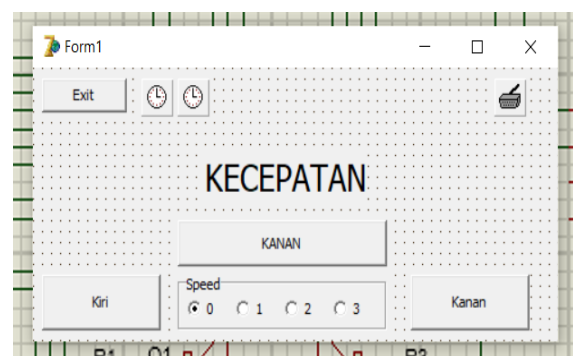 Form1
Exit
KECEPATAN
KANAN
Speed
0 1 2 3
Kiri
Kanan